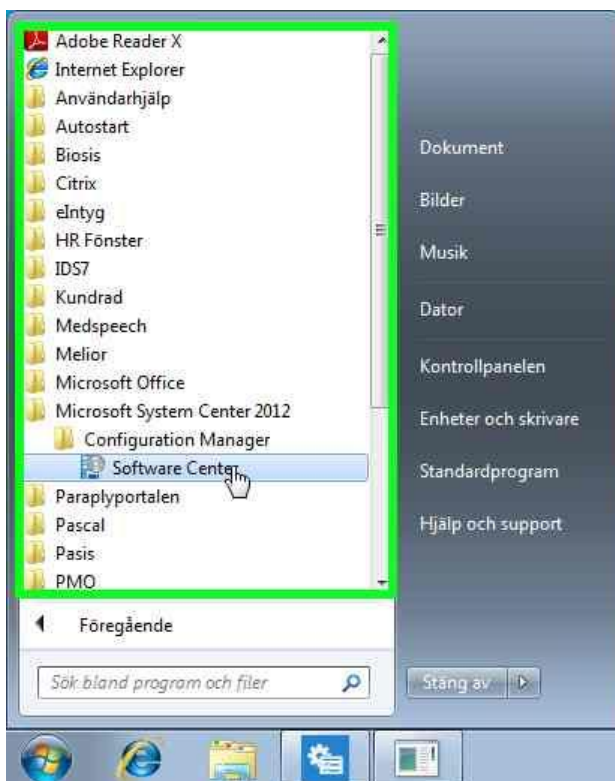 Adobe Reader X
Internet Explorer
Användarhjälp
Autostart
Biosis
Citrix
eIntyg
HR Fönster
IDS7
Kundrad
Medspeech
Melior
Microsoft Office
Microsoft System Center 2012
Configuration Manager
Software Center
Paraplyportalen
Pascal
Pasis
PMO
Föregående
Sök bland program och filer
Dokument
Bilder
Musik
Dator
Kontrollpanelen
Enheter och skrivare
Standardprogram
Hjälp och support
Stäng av